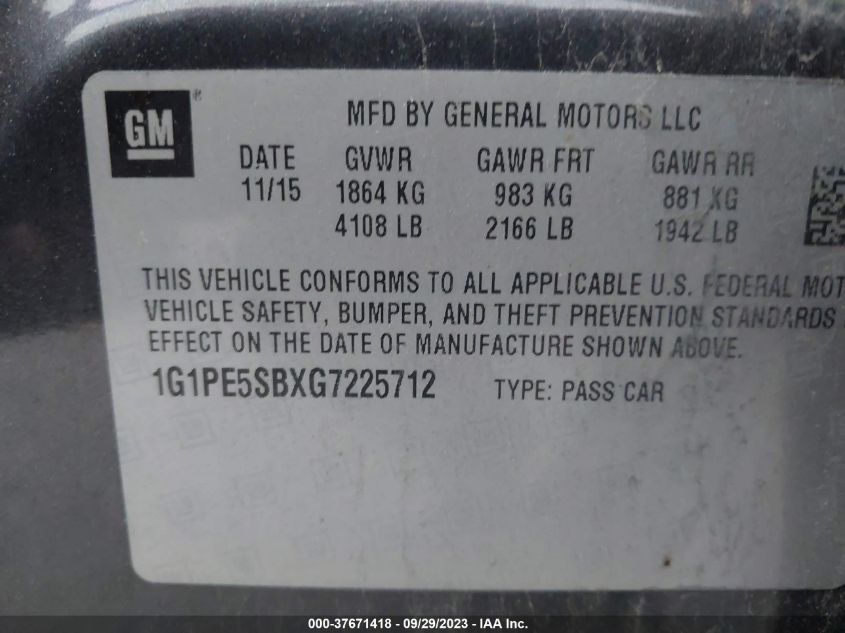 GM®
MFD BY GENERAL MOTORS LLC
DATE GVWR GAWR FRT GAWR RR
11/15 1864 KG 983 KG 881 KG
4108 LB 2166 LB 1942 LB
THIS VEHICLE CONFORMS TO ALL APPLICABLE U.S. FEDERAL MOT
VEHICLE SAFETY, BUMPER, AND THEFT PREVENTION STANDARDS
EFFECT ON THE DATE OF MANUFACTURE SHOWN ABOVE.
1G1PE5SBXG7225712 TYPE: PASS CAR
000-37671418 - 09/29/2023 - IAA Inc.